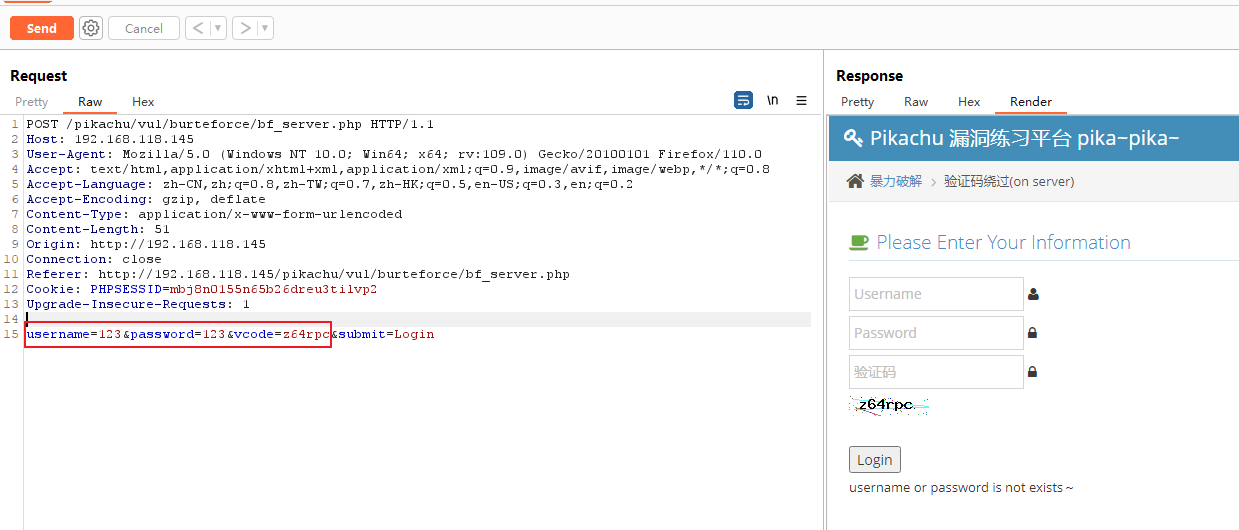 Send
Cancel
< ▼
> ▼
Request
Pretty
Raw
Hex
\n
1 POST /pikachu/vul/burteforce/bf_server.php HTTP/1.1
2 Host: 192.168.118.145
3 User-Agent: Mozilla/5.0 (Windows NT 10.0; Win64; x64; rv:109.0) Gecko/20100101 Firefox/110.0
4 Accept: text/html,application/xhtml+xml,application/xml;q=0.9,image/avif,image/webp,*/*;q=0.8
5 Accept-Language: zh-CN,zh;q=0.8,zh-TW;q=0.7,zh-HK;q=0.5,en-US;q=0.3,en;q=0.2
6 Accept-Encoding: gzip, deflate
7 Content-Type: application/x-www-form-urlencoded
8 Content-Length: 51
9 Origin: http://192.168.118.145
10 Connection: close
11 Referer: http://192.168.118.145/pikachu/vul/burteforce/bf_server.php
12 Cookie: PHPSESSID=mbj8n0155n65b26dreu3tilvp2
13 Upgrade-Insecure-Requests: 1
14
15 username=123&password=123&vcode=z64rpc&submit=Login
Response
Pretty
Raw
Hex
Render
Pikachu 漏洞练习平台 pika~pika~
暴力破解 > 验证码绕过(on server)
Please Enter Your Information
Username
Password
验证码
z64rpc
Login
username or password is not exists～